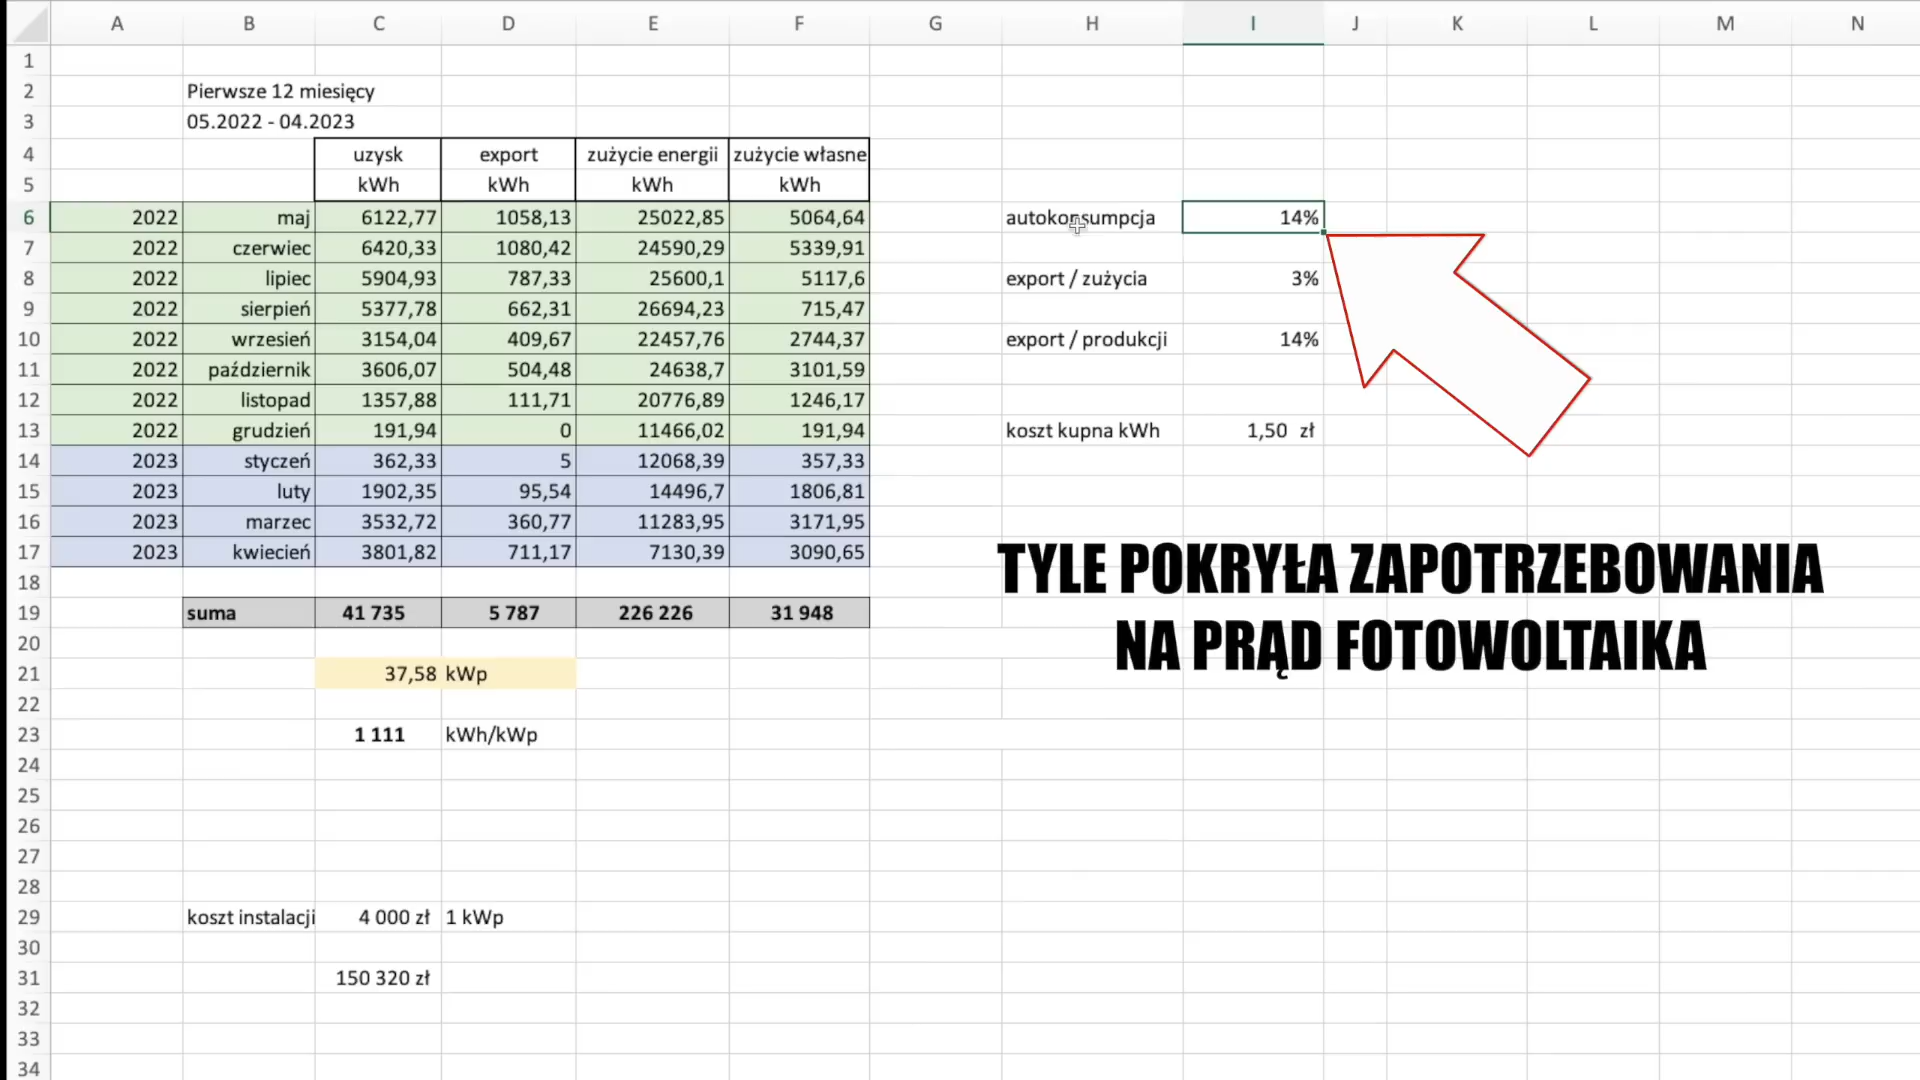 A B C D E F G H I J K L M N
1
2 Pierwsze 12 miesięcy
3 05.2022 - 04.2023
4 uzysk export zużycie energii zużycie własne
5 kWh kWh kWh kWh
6 2022 maj 6122,77 1058,13 25022,85 5064,64 autokonsumpcja 14%
7 2022 czerwiec 6420,33 1080,42 24590,29 5339,91
8 2022 lipiec 5904,93 787,33 25600,1 5117,6 export / zużycia 3%
9 2022 sierpień 5377,78 662,31 26694,23 715,47
10 2022 wrzesień 3154,04 409,67 22457,76 2744,37 export / produkcji 14%
11 2022 październik 3606,07 504,48 24638,7 3101,59
12 2022 listopad 1357,88 111,71 20776,89 1246,17
13 2022 grudzień 191,94 0 11466,02 191,94 koszt kupna kWh 1,50 zł
14 2023 styczeń 362,33 5 12068,39 357,33
15 2023 luty 1902,35 95,54 14496,7 1806,81
16 2023 marzec 3532,72 360,77 11283,95 3171,95
17 2023 kwiecień 3801,82 711,17 7130,39 3090,65
TYLE POKRYŁA ZAPOTRZEBOWANIA
18
19 suma 41 735 5 787 226 226 31 948
NA PRĄD FOTOWOLTAIKA
20
21 37,58 kWp
22
23 1 111 kWh/kWp
24
25
26
27
28
29 koszt instalacji 4 000 zł 1 kWp
30
31 150 320 zł
32
33
34